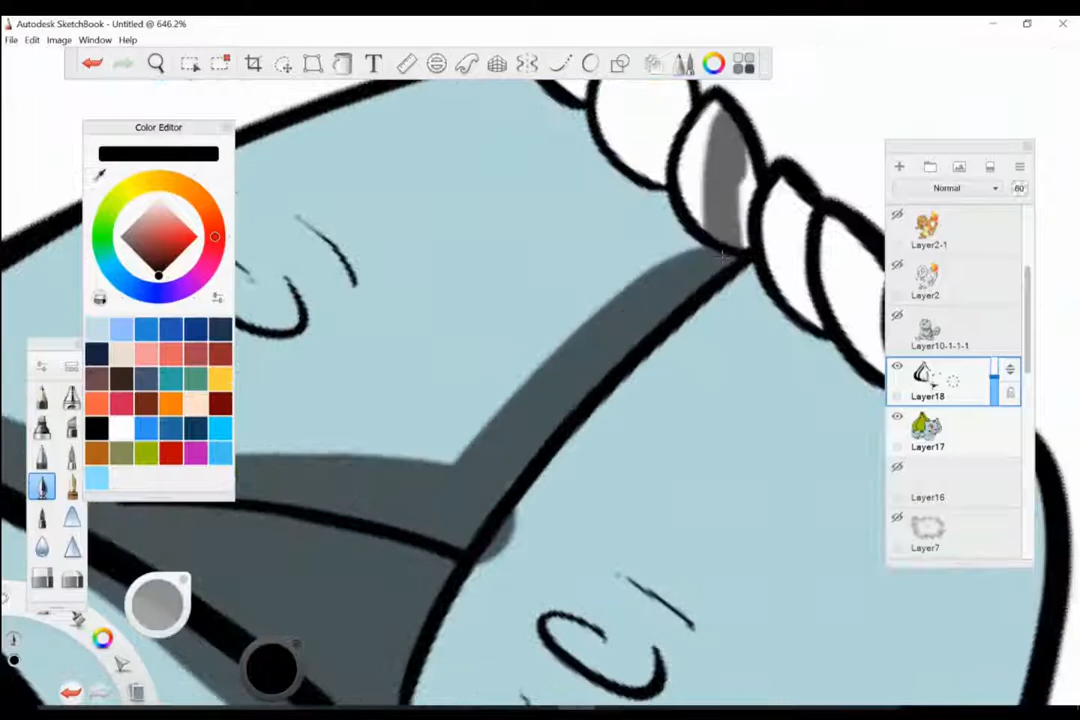 Autodesk SketchBook - Untitled @ 646.2%
File Edit Image Window Help
T
Color Editor
Normal
60
Layer2-1
Layer2
Layer10-1-1-1
Layer18
Layer17
Layer16
Layer7